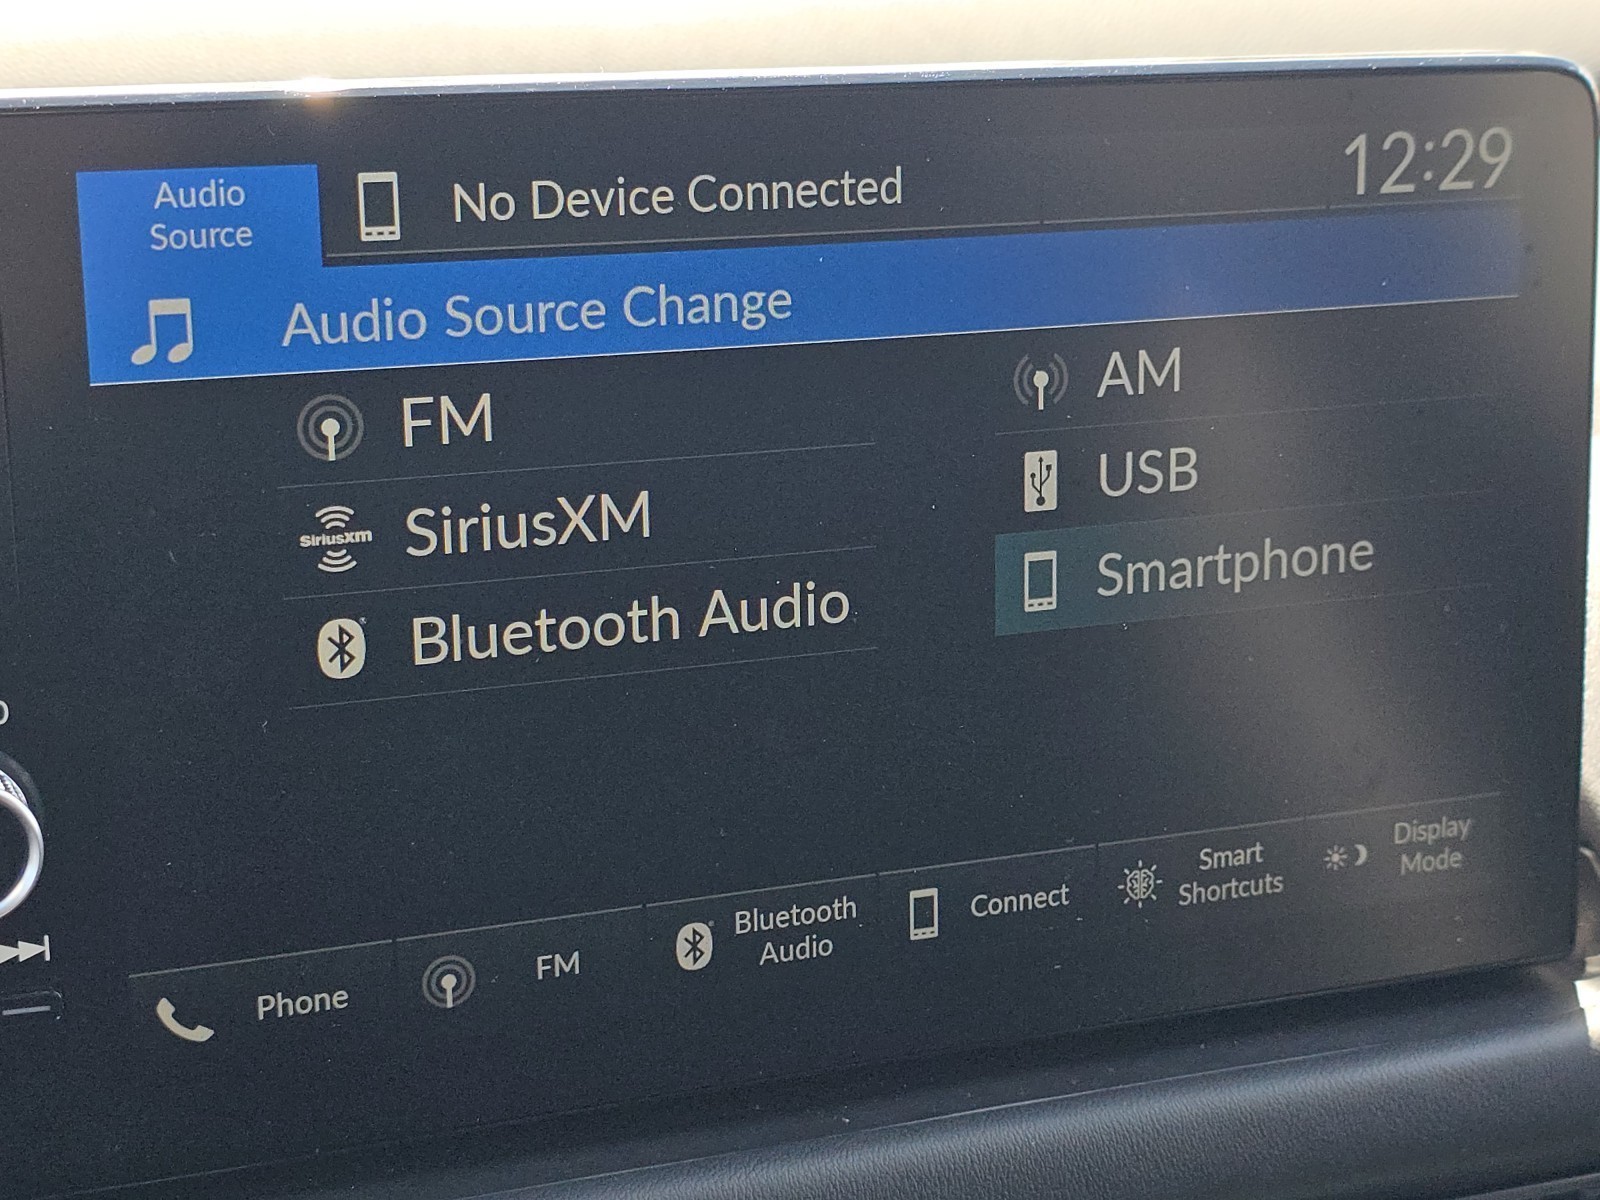 Audio
Source
No Device Connected
12:29
Audio Source Change
FM
AM
SiriusXm
SiriusXM
USB
Bluetooth Audio
Smartphone
Phone
FM
Bluetooth
Audio
Connect
Smart
Shortcuts
Display
Mode